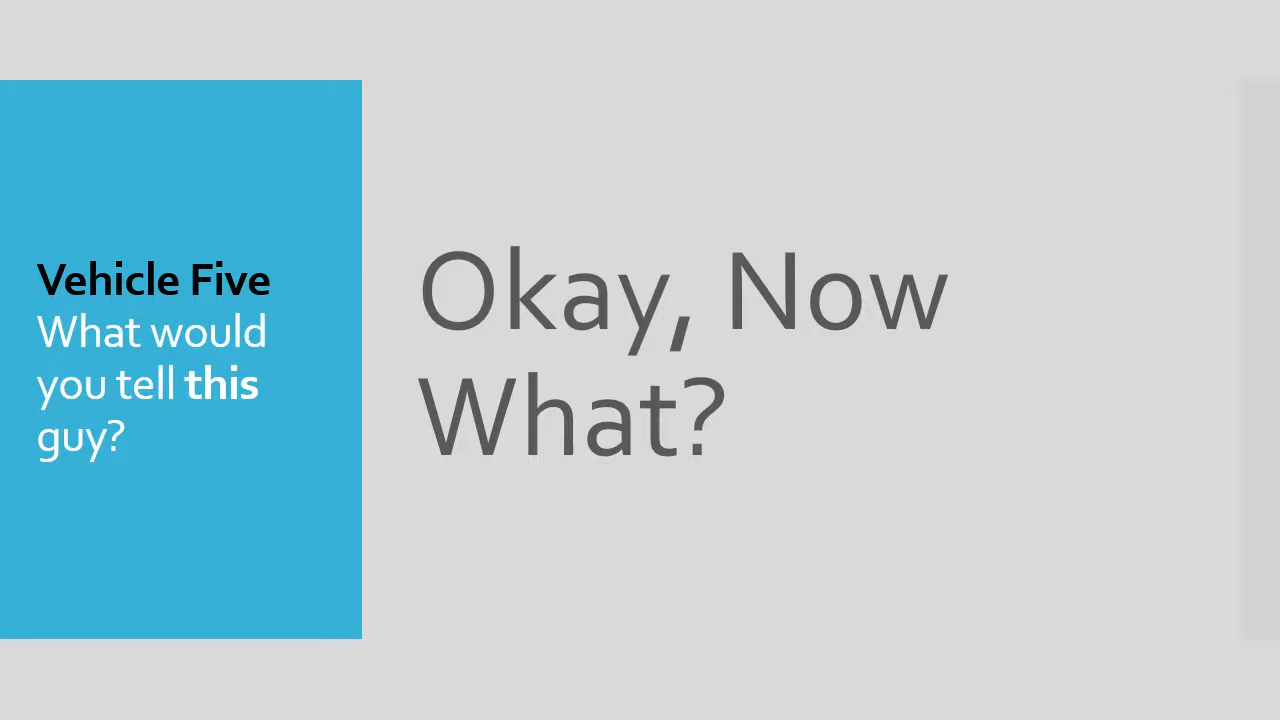 Vehicle Five
What would
you tell this
guy?
Okay, Now
What?